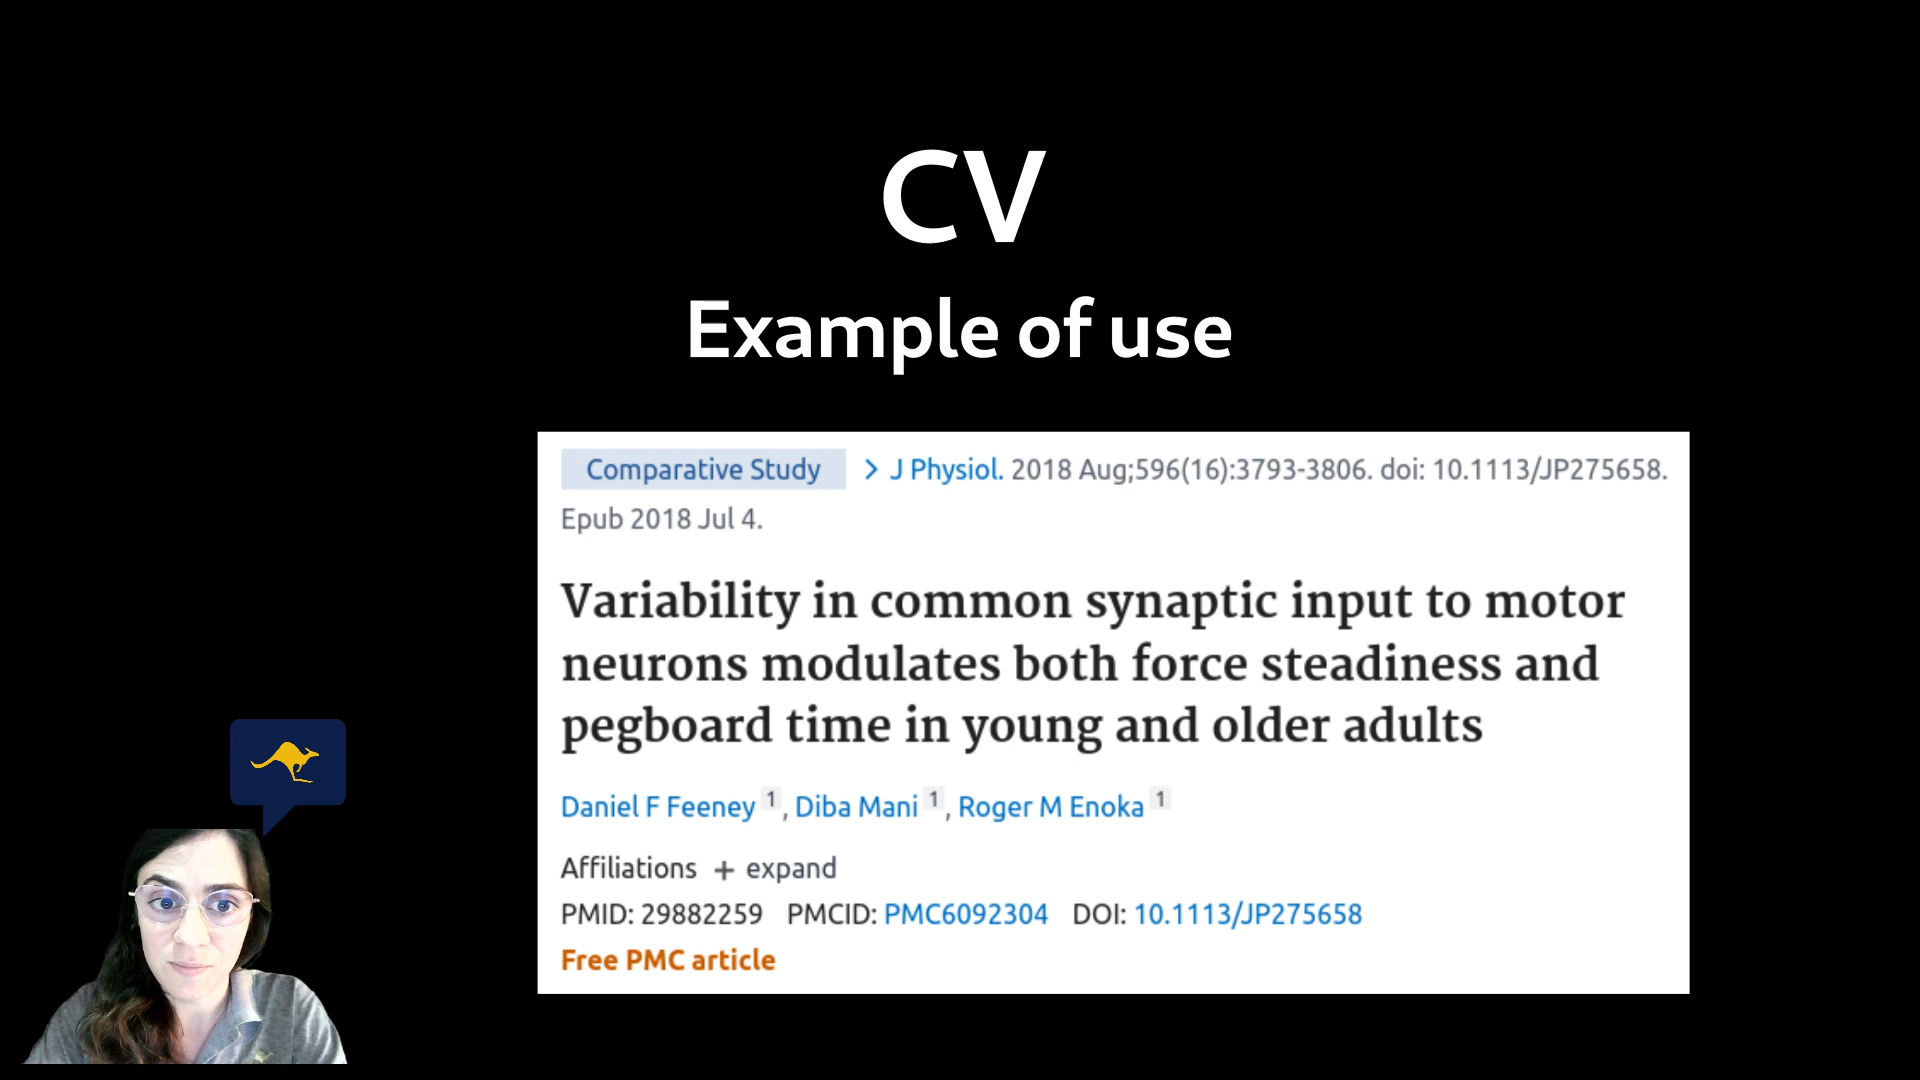 CV
Example of use
Comparative Study > J Physiol. 2018 Aug;596(16):3793-3806. doi: 10.1113/JP275658.
Epub 2018 Jul 4.
Variability in common synaptic input to motor
neurons modulates both force steadiness and
pegboard time in young and older adults
Daniel F Feeney 1, Diba Mani 1, Roger M Enoka 1
Affiliations + expand
PMID: 29882259 PMCID: PMC6092304 DOI: 10.1113/JP275658
Free PMC article